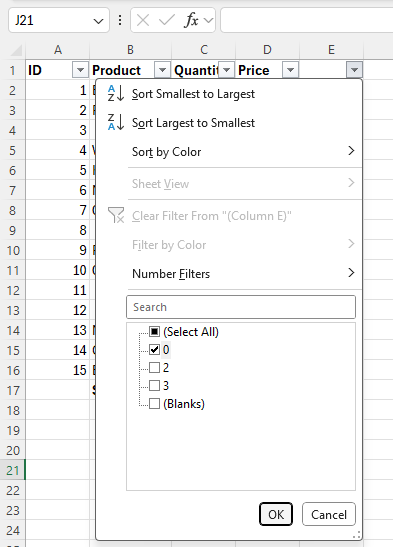 J21
fx
A B C D E
1 ID Product Quantit Price
2 1
3 2
4 3
5 4
6 5
7 6
8 7
9 8
10 9
11 10
12 11
13 12
14 13
15 14
16 15
17
18
19
20
21
22
23
24
Sort Smallest to Largest
Sort Largest to Smallest
Sort by Color
Sheet View
Clear Filter From "(Column E)"
Filter by Color
Number Filters
Search
(Select All)
0
2
3
(Blanks)
OK Cancel